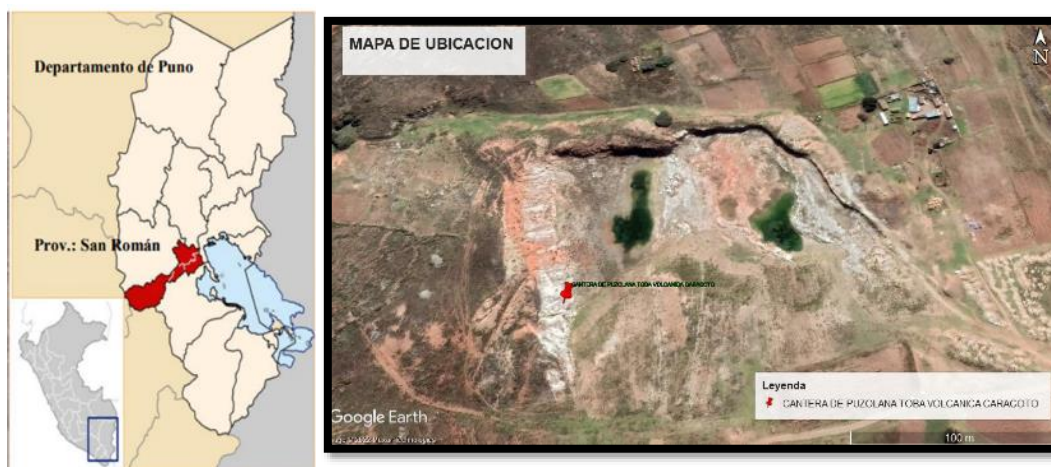 Departamento de Puno
Prov.: San Román
MAPA DE UBICACION
N
CANTERA DE PUZOLANA TOBA VOLCANICA CARACOTO
Leyenda
CANTERA DE PUZOLANA TOBA VOLCANICA CARACOTO
Google Earth
100 m